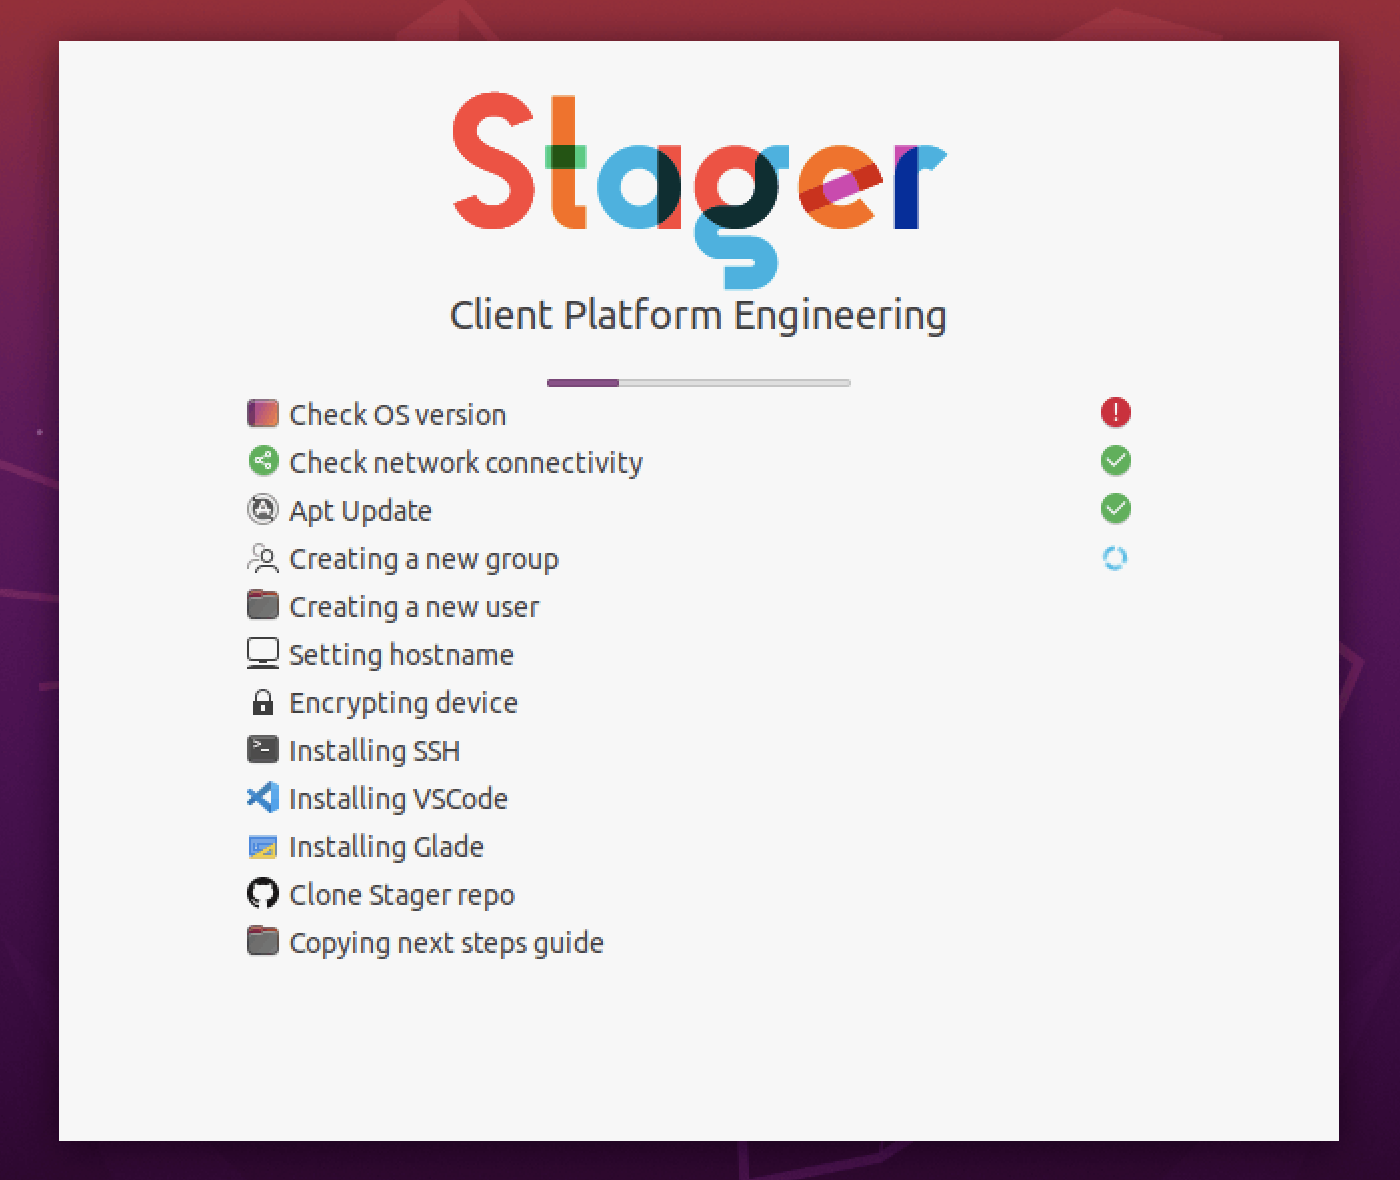 Stager
Client Platform Engineering
Check OS version
Check network connectivity
Apt Update
Creating a new group
Creating a new user
Setting hostname
Encrypting device
Installing SSH
Installing VSCode
Installing Glade
Clone Stager repo
Copying next steps guide